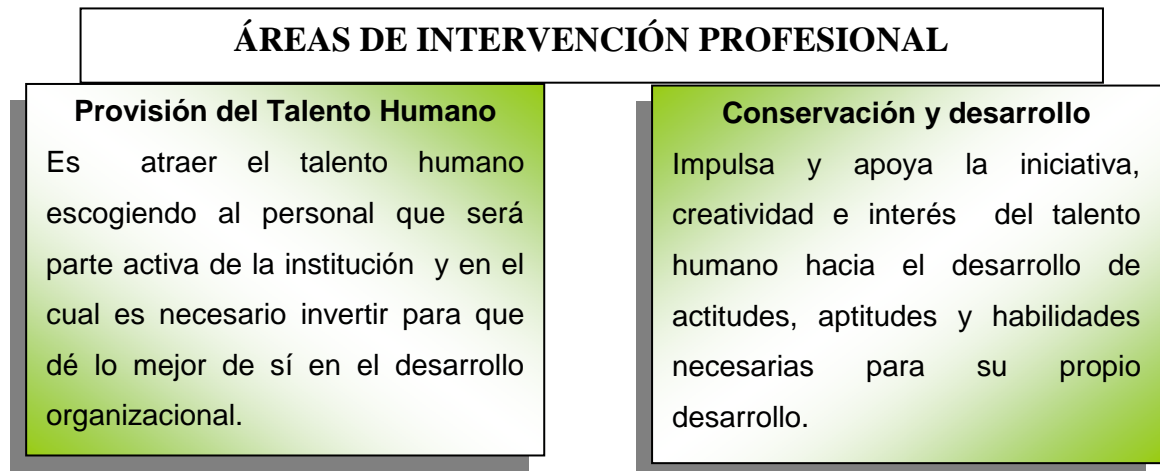 ÁREAS DE INTERVENCIÓN PROFESIONAL
Provisión del Talento Humano
Es atraer el talento humano
escogiendo al personal que será
parte activa de la institución y en el
cual es necesario invertir para que
dé lo mejor de sí en el desarrollo
organizacional.
Conservación y desarrollo
Impulsa y apoya la iniciativa,
creatividad e interés del talento
humano hacia el desarrollo de
actitudes, aptitudes y habilidades
necesarias para su propio
desarrollo.